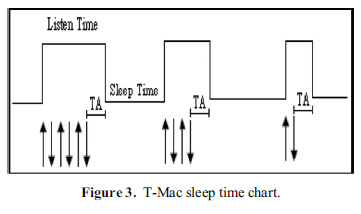 Listen Time
TA
Sleep Time
TA
TA
Figure 3. T-Mac sleep time chart.